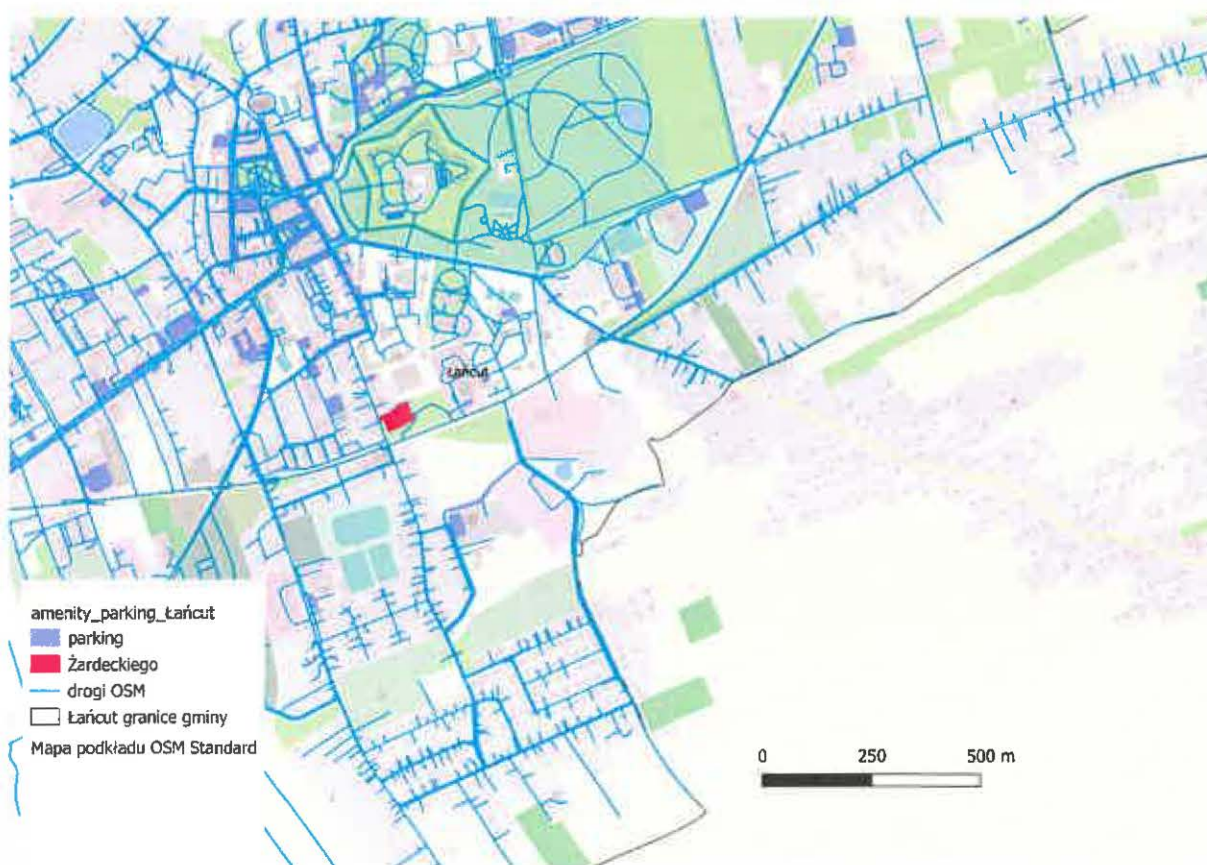 Łańcut
amenity_parking_Łańcut
parking
Żardeckiego
drogi OSM
Łańcut granice gminy
Mapa podkładu OSM Standard
0 250 500 m